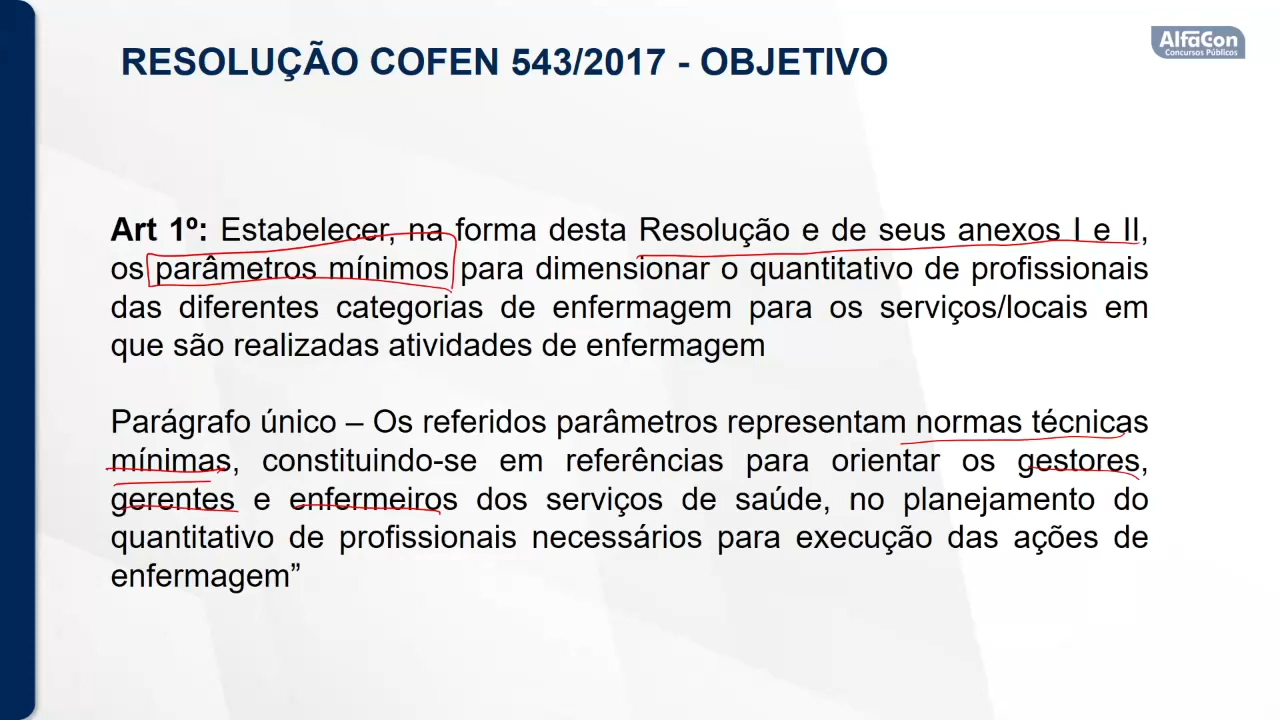 RESOLUÇÃO COFEN 543/2017 - OBJETIVO
AlfaCon
Concursos Públicos
Art 1º: Estabelecer, na forma desta Resolução e de seus anexos I e II,
os parâmetros mínimos para dimensionar o quantitativo de profissionais
das diferentes categorias de enfermagem para os serviços/locais em
que são realizadas atividades de enfermagem
Parágrafo único – Os referidos parâmetros representam normas técnicas
mínimas, constituindo-se em referências para orientar os gestores,
gerentes e enfermeiros dos serviços de saúde, no planejamento do
quantitativo de profissionais necessários para execução das ações de
enfermagem”